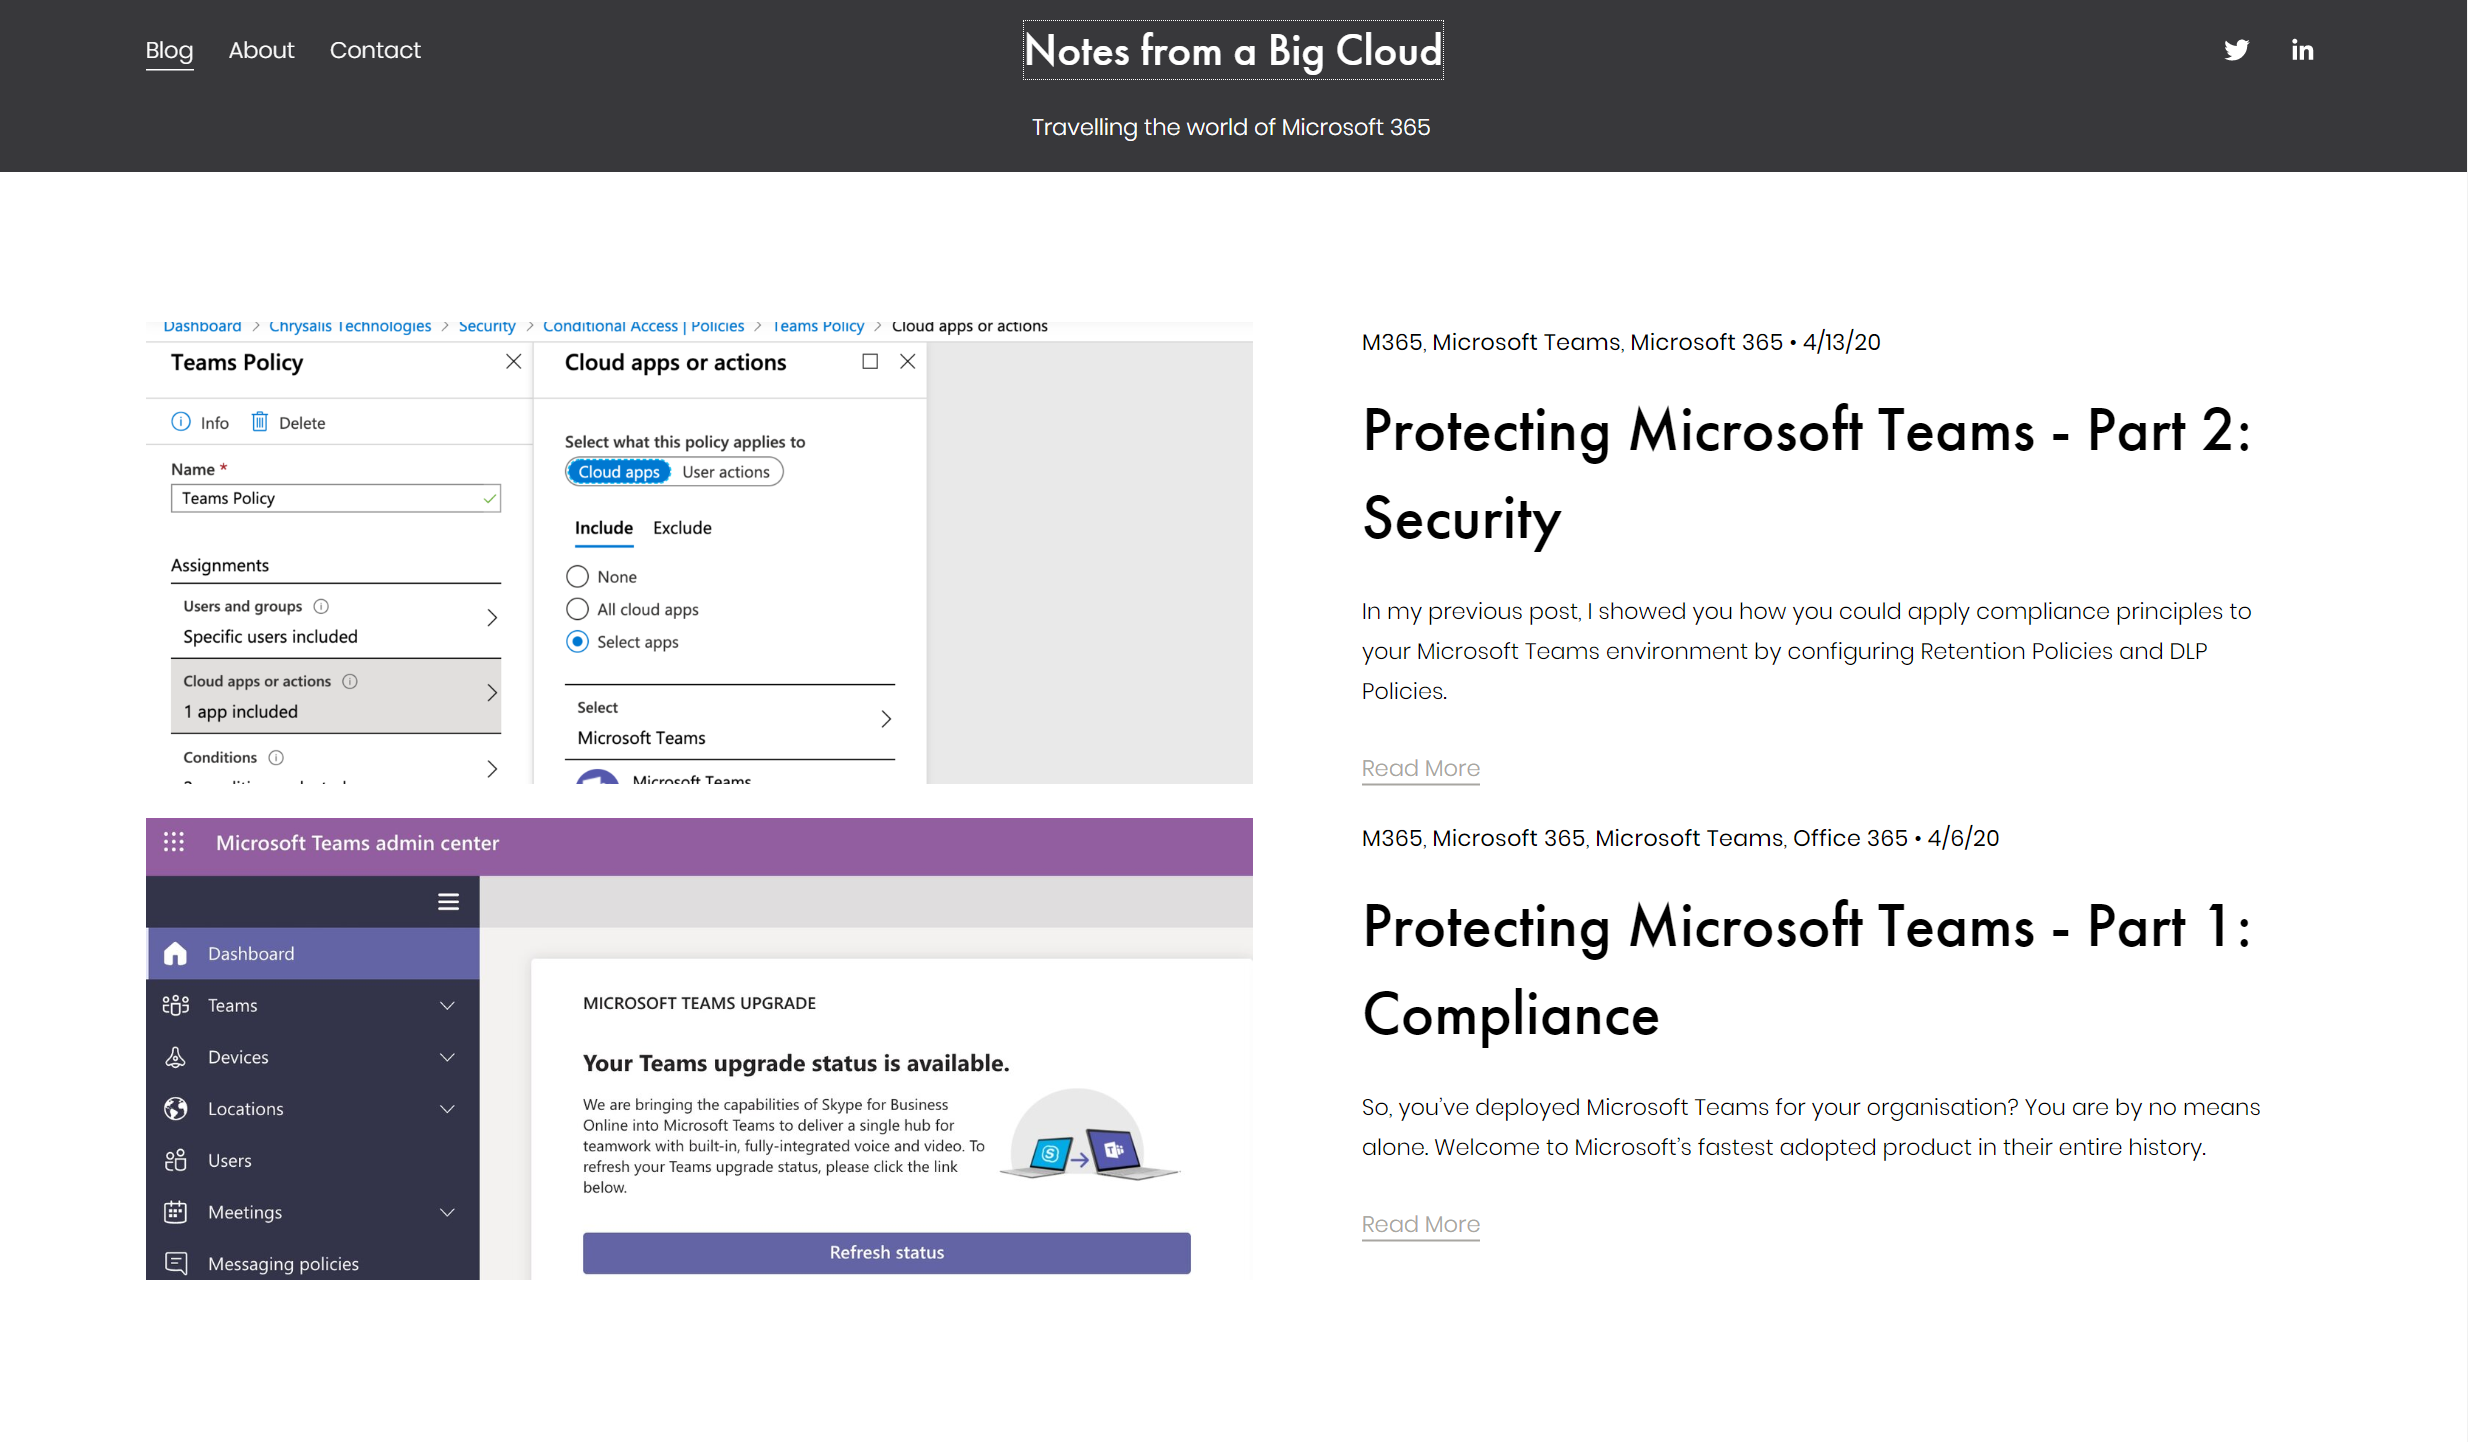 Blog About Contact
Notes from a Big Cloud
Travelling the world of Microsoft 365
Dashboard > Chrysalis Technologies > Security > Conditional Access | Policies > Teams Policy > Cloud apps or actions
Teams Policy
Info Delete
Name *
Teams Policy
Assignments
Users and groups
Specific users included
Cloud apps or actions
1 app included
Conditions
Cloud apps or actions
Select what this policy applies to
Cloud apps User actions
Include Exclude
None
All cloud apps
Select apps
Select
Microsoft Teams
Microsoft Teams
M365, Microsoft Teams, Microsoft 365 • 4/13/20
Protecting Microsoft Teams - Part 2:
Security
In my previous post, I showed you how you could apply compliance principles to
your Microsoft Teams environment by configuring Retention Policies and DLP
Policies.
Read More
Microsoft Teams admin center
Dashboard
Teams
Devices
Locations
Users
Meetings
Messaging policies
MICROSOFT TEAMS UPGRADE
Your Teams upgrade status is available.
We are bringing the capabilities of Skype for Business
Online into Microsoft Teams to deliver a single hub for
teamwork with built-in, fully-integrated voice and video. To
refresh your Teams upgrade status, please click the link
below.
Refresh status
M365, Microsoft 365, Microsoft Teams, Office 365 • 4/6/20
Protecting Microsoft Teams - Part 1:
Compliance
So, you’ve deployed Microsoft Teams for your organisation? You are by no means
alone. Welcome to Microsoft’s fastest adopted product in their entire history.
Read More